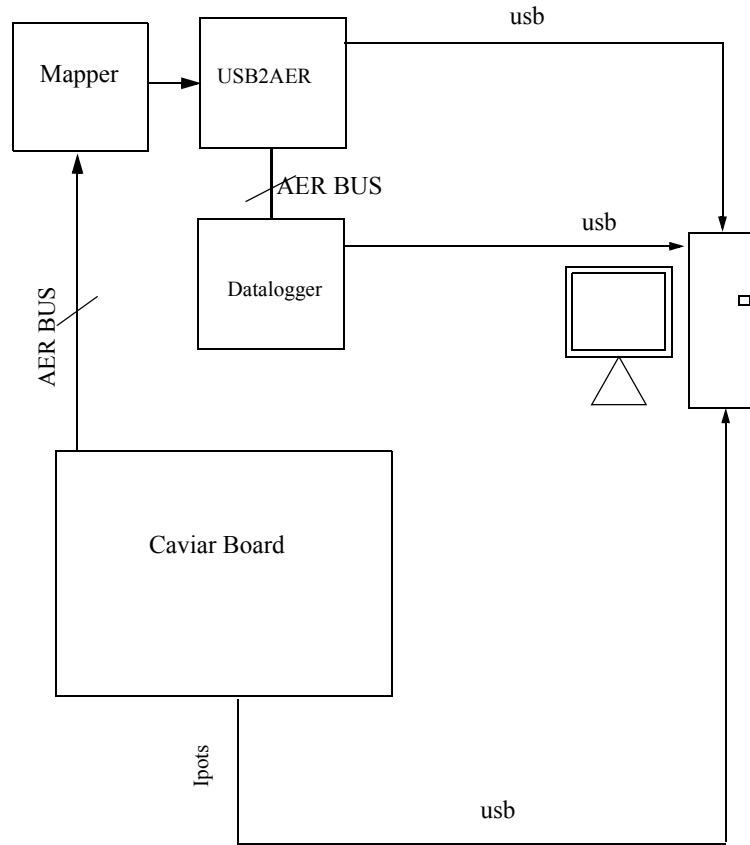 usb
Mapper
USB2AER
AER BUS
usb
Datalogger
AER BUS
Caviar Board
Ipots
usb